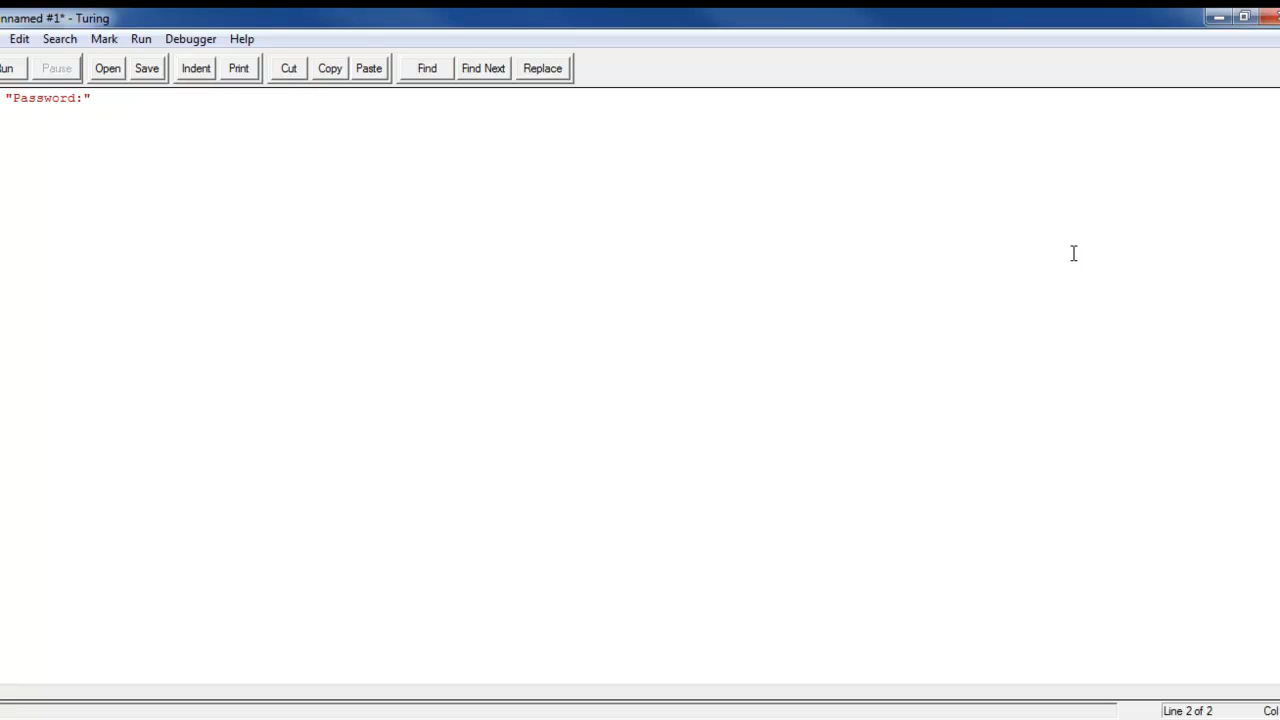 nnamed #1* - Turing
Edit Search Mark Run Debugger Help
un Pause Open Save Indent Print Cut Copy Paste Find Find Next Replace
"Password:"
Line 2 of 2 Col